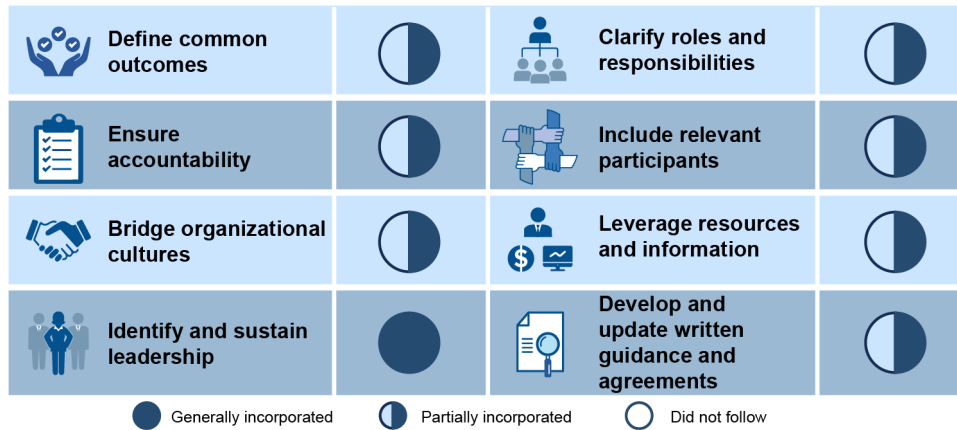 Define common
outcomes
Clarify roles and
responsibilities
Ensure
accountability
Include relevant
participants
Bridge organizational
cultures
Leverage resources
and information
$
Identify and sustain
leadership
Develop and
update written
guidance and
agreements
Generally incorporated
Partially incorporated
Did not follow